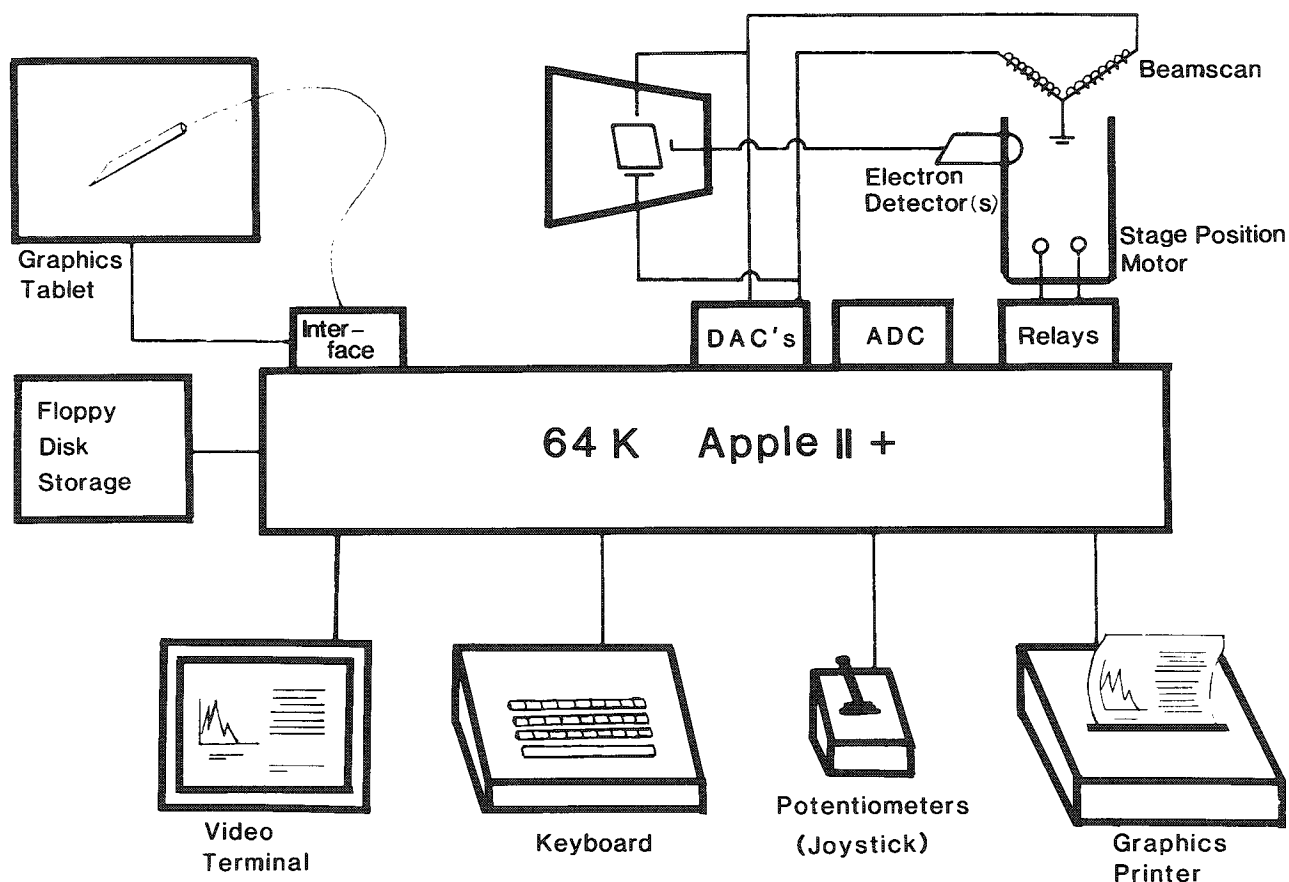 Beamscan
Electron
Detector(s)
Stage Position
Motor
Graphics
Tablet
Inter-
face
DAC's
ADC
Relays
Floppy
Disk
Storage
64 K Apple II +
Video
Terminal
Keyboard
Potentiometers
(Joystick)
Graphics
Printer